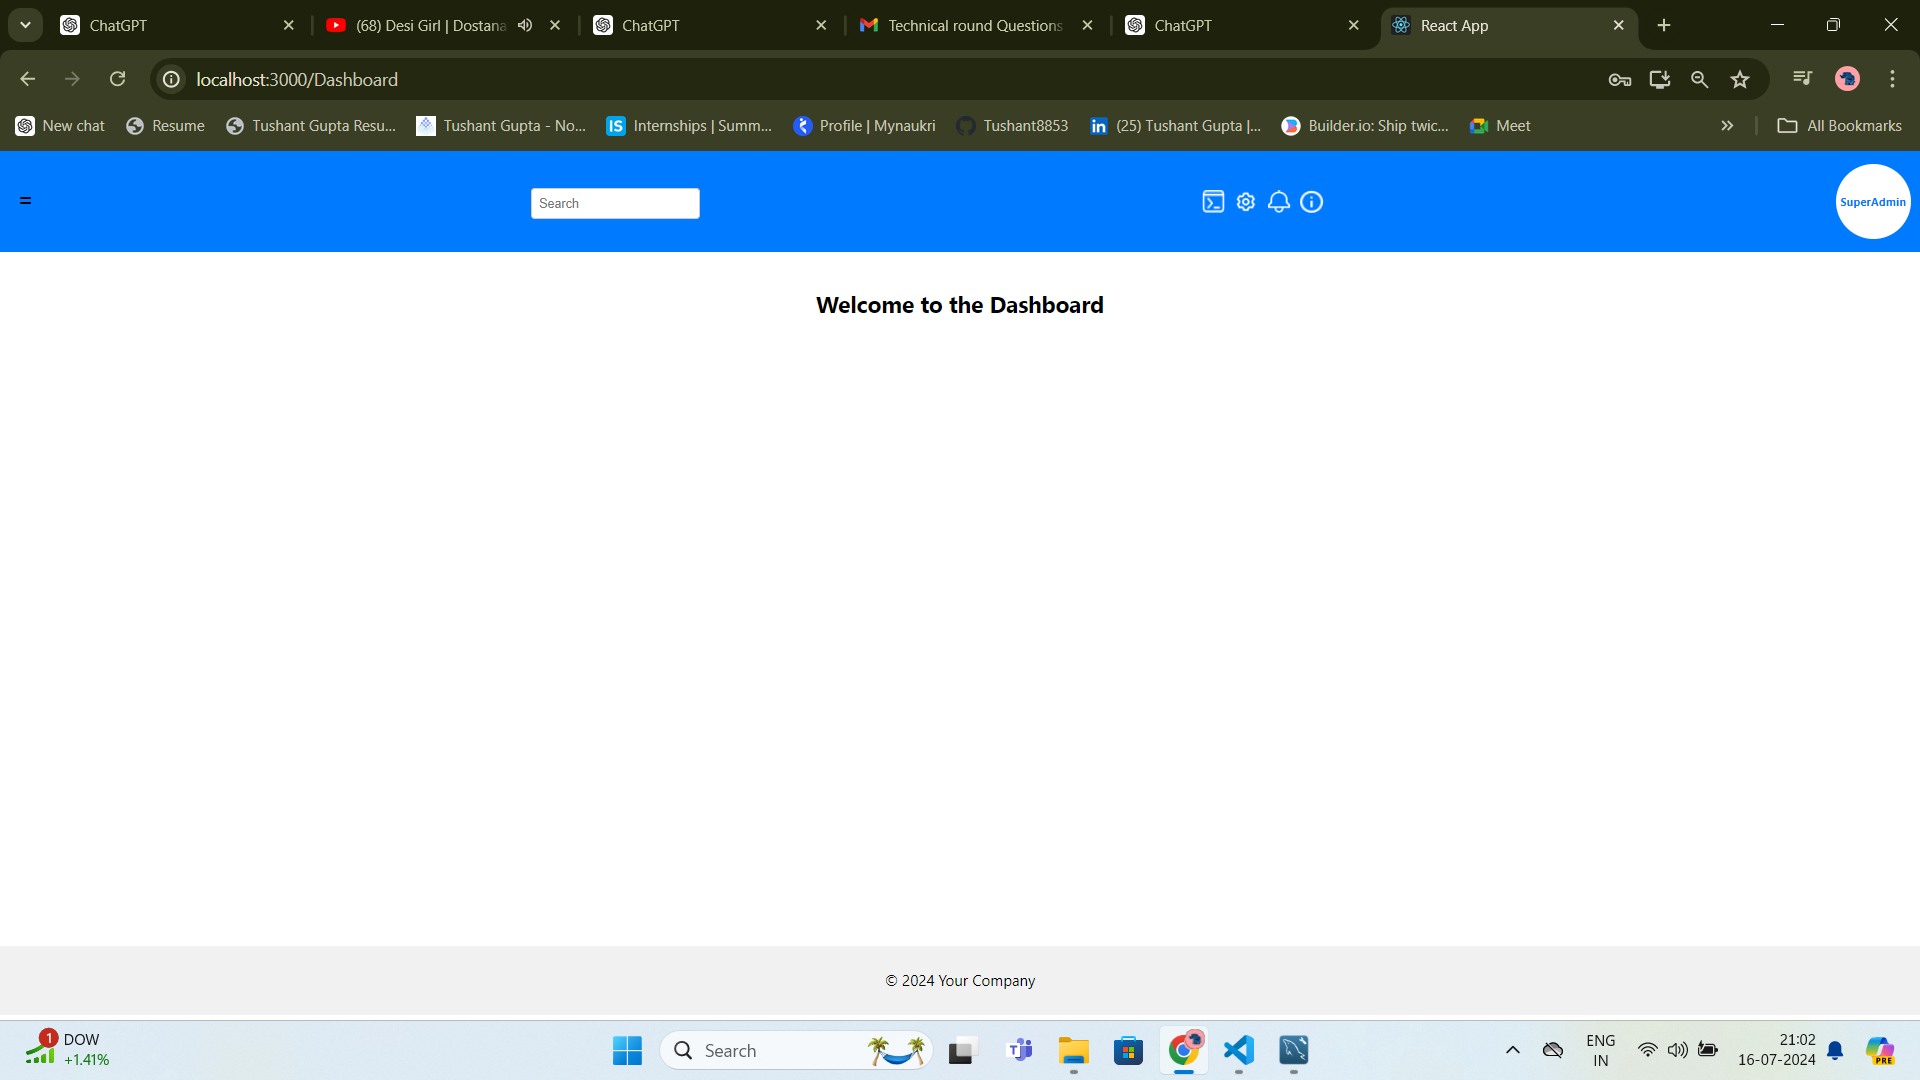 ChatGPT
(68) Desi Girl | Dostana
ChatGPT
Technical round Questions
ChatGPT
React App
localhost:3000/Dashboard
New chat
Resume
Tushant Gupta Resu...
Tushant Gupta - No...
IS Internships | Summ...
Profile | Mynaukri
Tushant8853
in (25) Tushant Gupta |...
Builder.io: Ship twic...
Meet
All Bookmarks
=
Search
SuperAdmin
Welcome to the Dashboard
© 2024 Your Company
1
DOW
+1.41%
Search
ENG
IN
21:02
16-07-2024
PRE